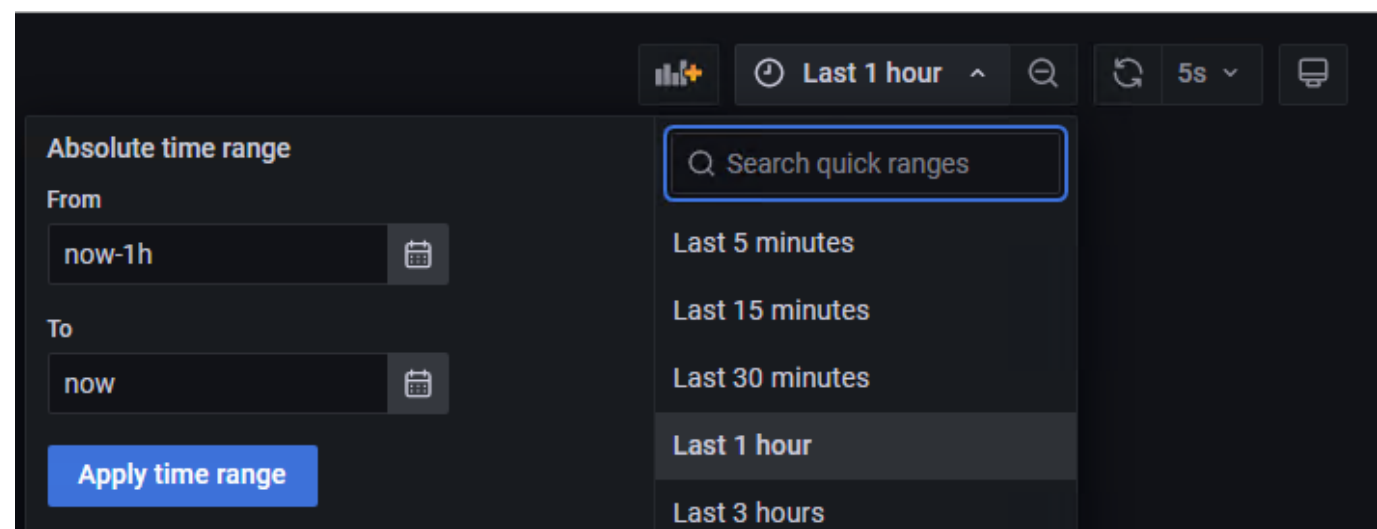 Last 1 hour
5s
Absolute time range
From
now-1h
To
now
Apply time range
Search quick ranges
Last 5 minutes
Last 15 minutes
Last 30 minutes
Last 1 hour
Last 3 hours